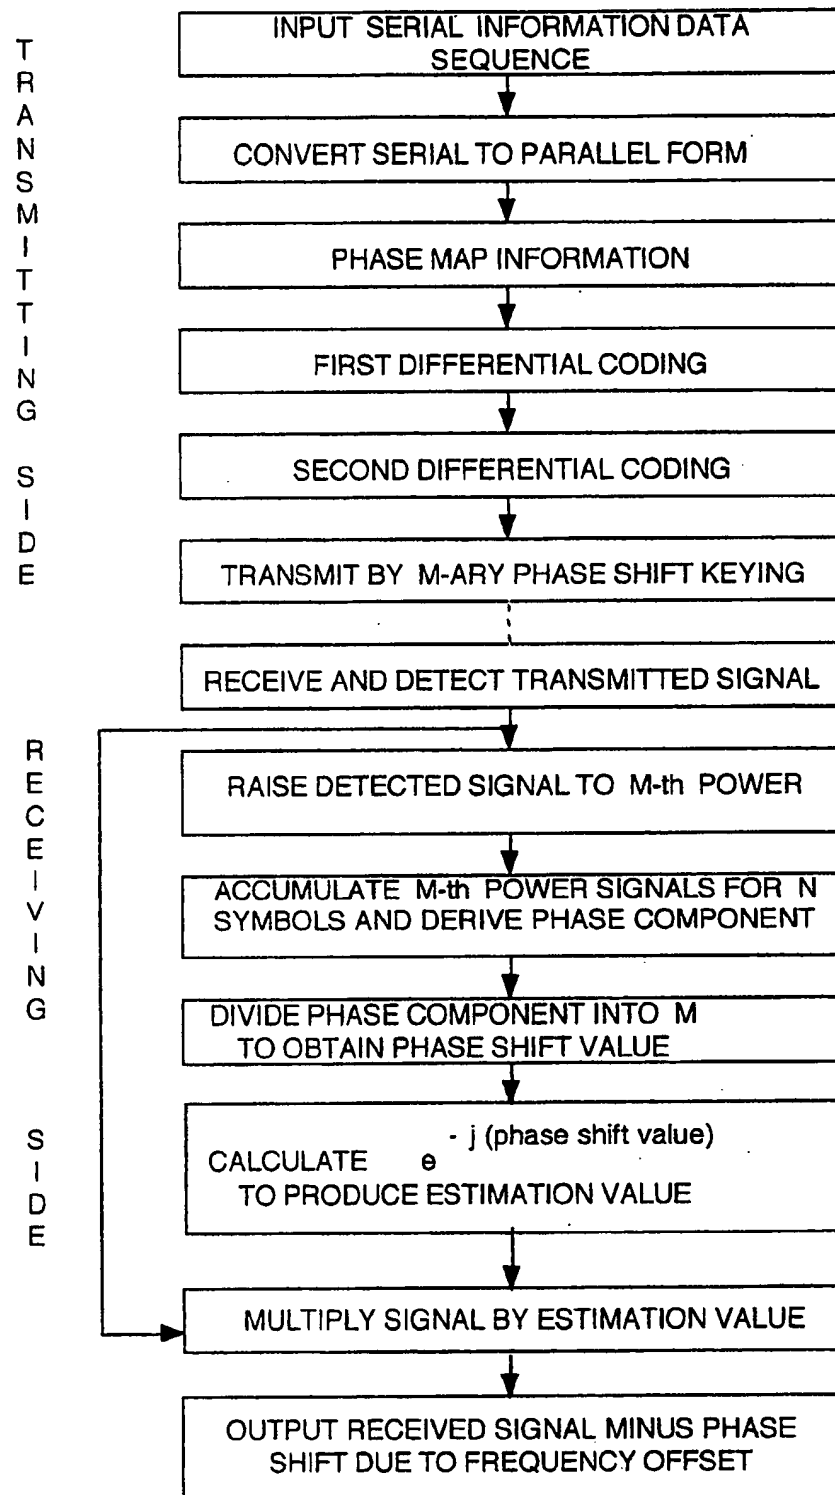 TRANSMITTING SIDE
INPUT SERIAL INFORMATION DATA
SEQUENCE
CONVERT SERIAL TO PARALLEL FORM
PHASE MAP INFORMATION
FIRST DIFFERENTIAL CODING
SECOND DIFFERENTIAL CODING
TRANSMIT BY M-ARY PHASE SHIFT KEYING
RECEIVING SIDE
RECEIVE AND DETECT TRANSMITTED SIGNAL
RAISE DETECTED SIGNAL TO M-th POWER
ACCUMULATE M-th POWER SIGNALS FOR N
SYMBOLS AND DERIVE PHASE COMPONENT
DIVIDE PHASE COMPONENT INTO M
TO OBTAIN PHASE SHIFT VALUE
- j (phase shift value)
CALCULATE e
TO PRODUCE ESTIMATION VALUE
MULTIPLY SIGNAL BY ESTIMATION VALUE
OUTPUT RECEIVED SIGNAL MINUS PHASE
SHIFT DUE TO FREQUENCY OFFSET